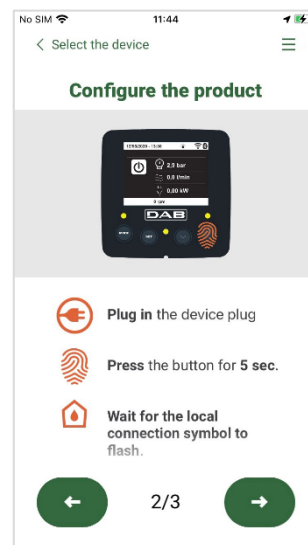 No SIM 11:44
Select the device
Configure the product
2,9 bar
0,0 l/min
0,00 kW
DAB
Plug in the device plug
Press the button for 5 sec.
Wait for the local
connection symbol to
flash.
2/3